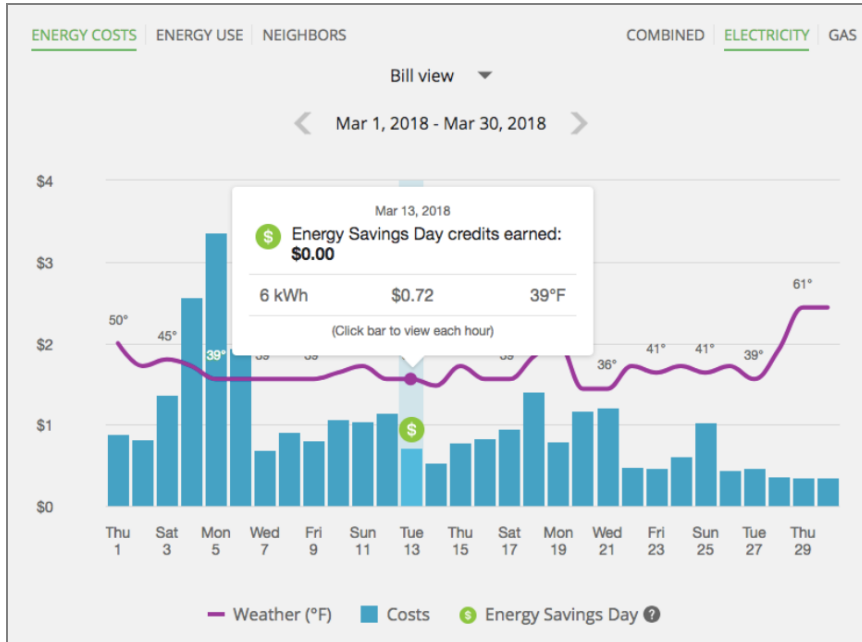 ENERGY COSTS ENERGY USE NEIGHBORS COMBINED ELECTRICITY GAS
Bill view
Mar 1, 2018 - Mar 30, 2018
$4
Mar 13, 2018
$ Energy Savings Day credits earned:
$0.00
$3
6 kWh $0.72 39°F
61°
(Click bar to view each hour)
50°
45°
$2
39° 39 39 39 36° 41° 41° 39°
$1
$
$0
Thu Sat Mon Wed Fri Sun Tue Thu Sat Mon Wed Fri Sun Tue Thu
1 3 5 7 9 11 13 15 17 19 21 23 25 27 29
Weather (°F) Costs $ Energy Savings Day ?